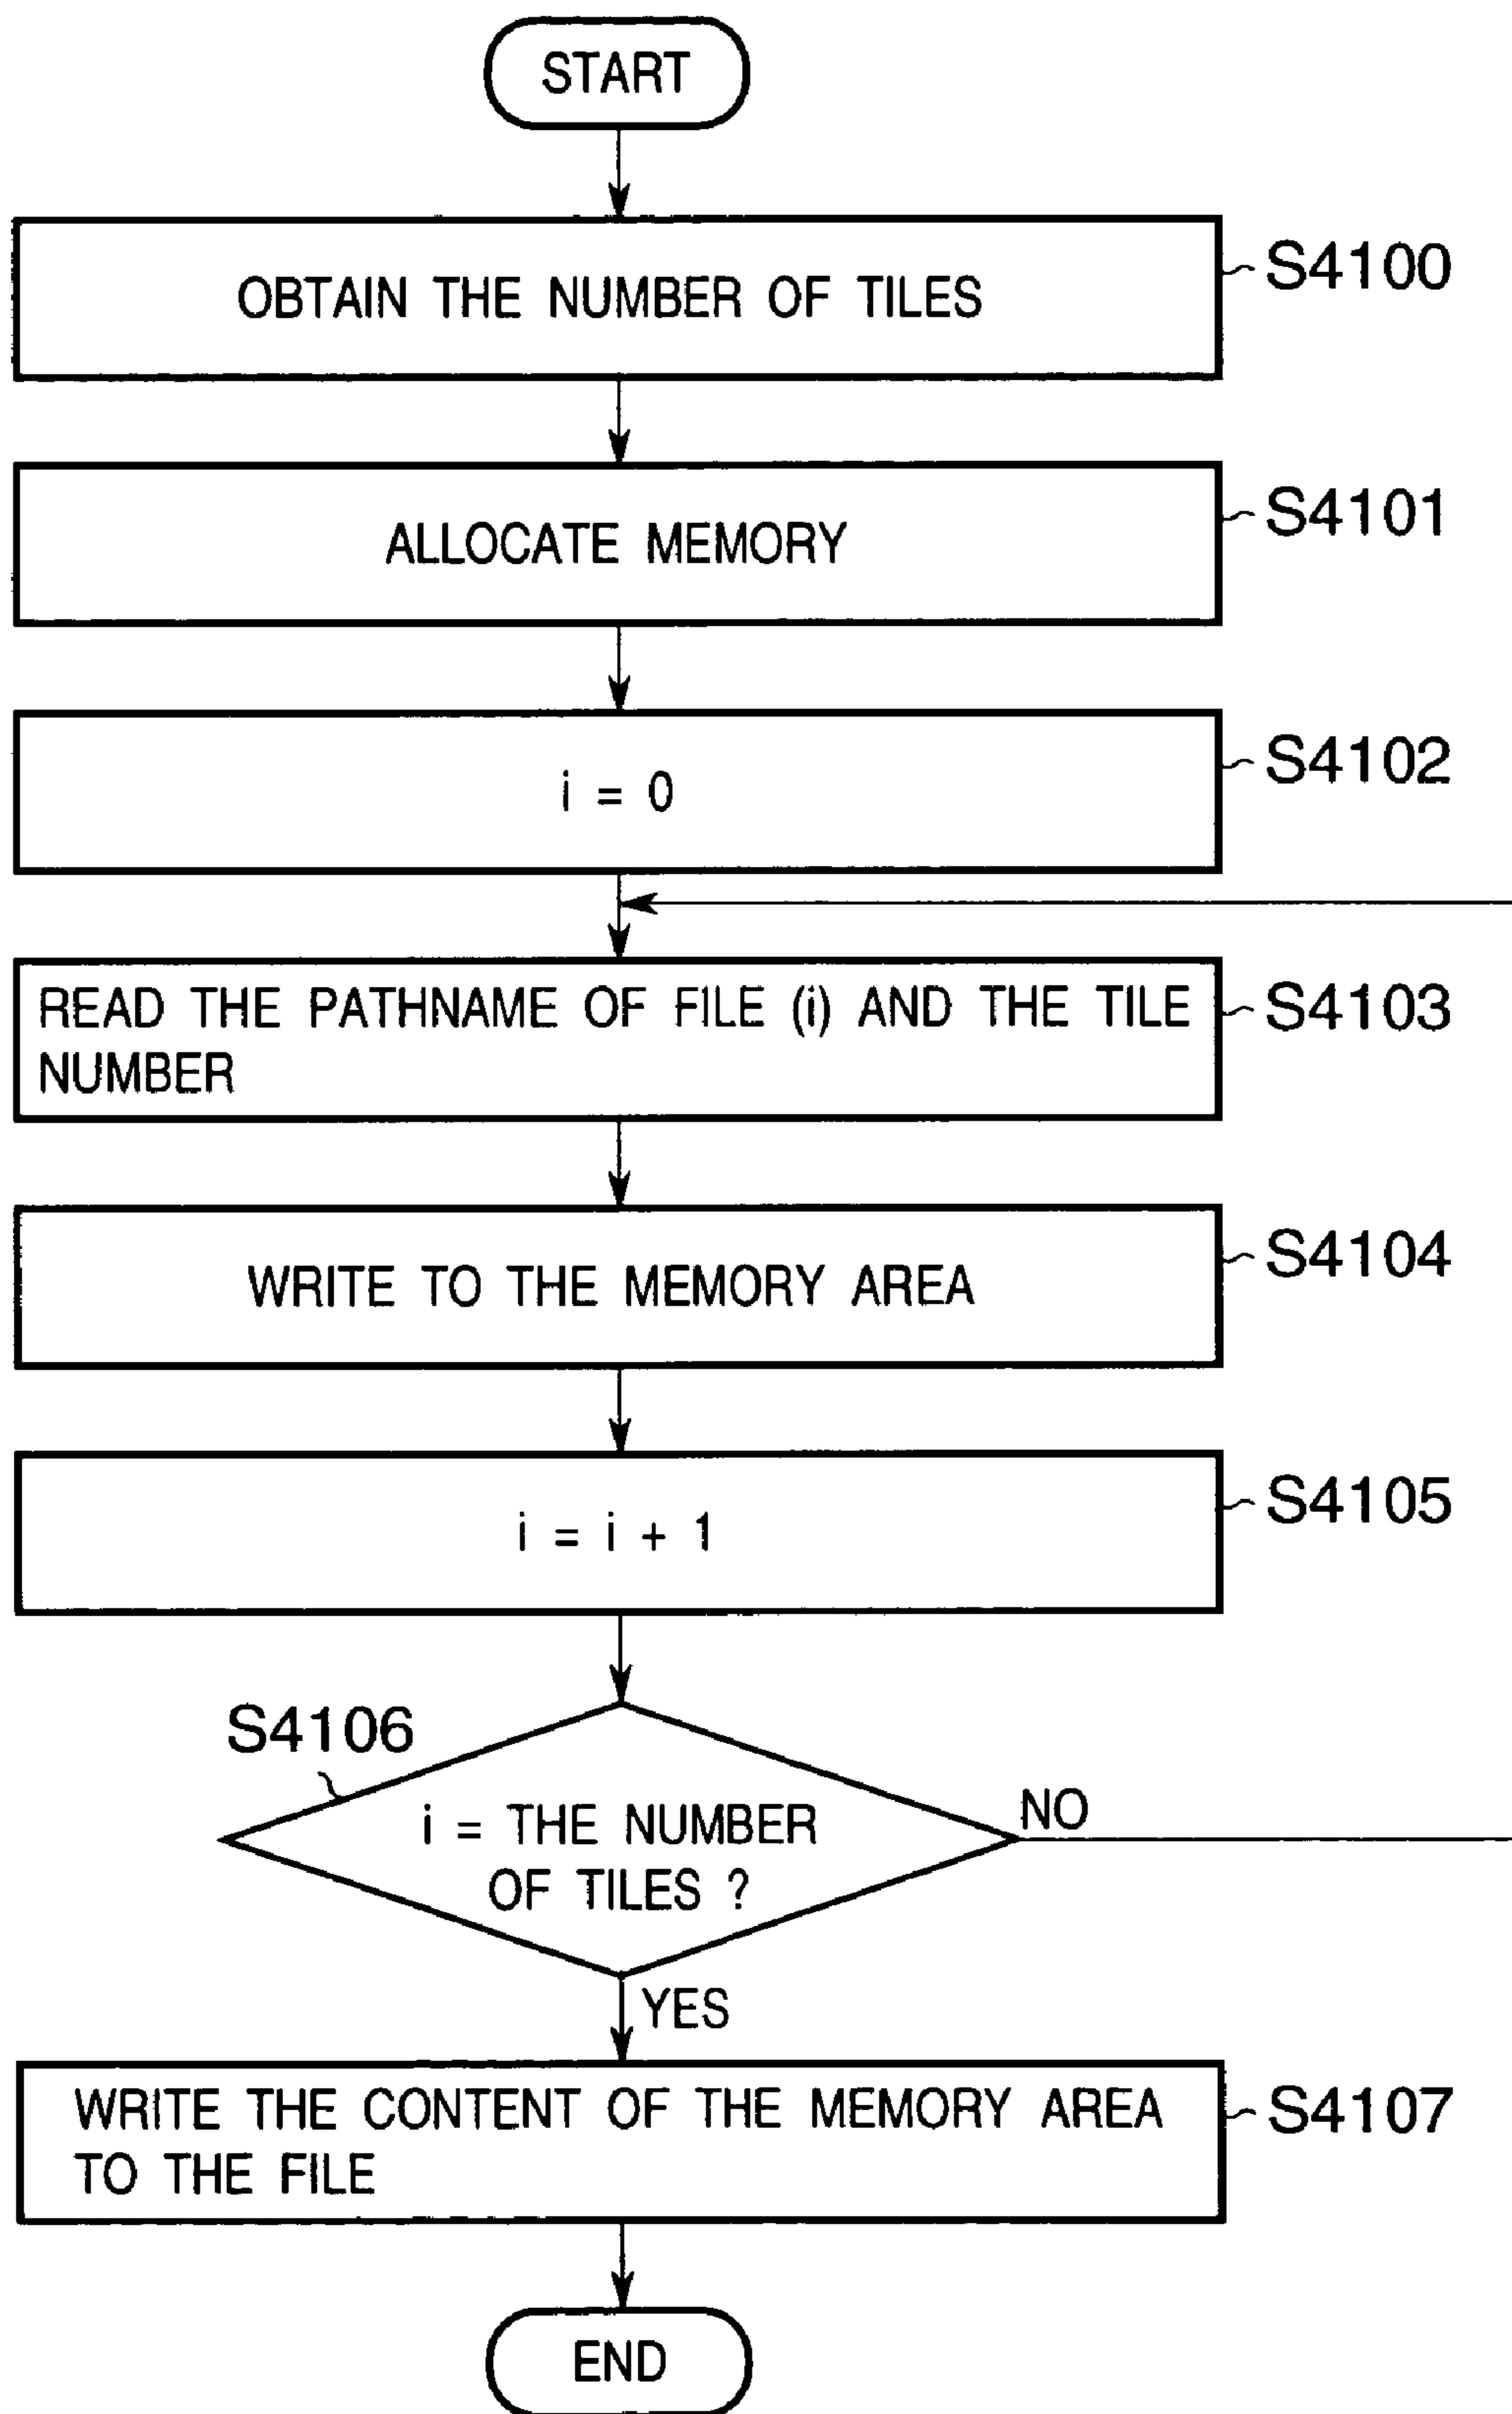 START
OBTAIN THE NUMBER OF TILES
S4100
ALLOCATE MEMORY
S4101
i = 0
S4102
READ THE PATHNAME OF FILE (i) AND THE TILE
NUMBER
S4103
WRITE TO THE MEMORY AREA
S4104
i = i + 1
S4105
S4106
i = THE NUMBER
OF TILES ?
NO
YES
WRITE THE CONTENT OF THE MEMORY AREA
TO THE FILE
S4107
END